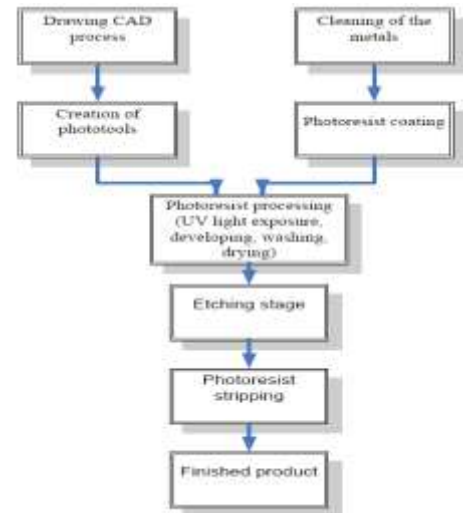 Drawing CAD
process
Cleaning of the
metals
Creation of
phototools
Photoresist coating
Photoresist processing
(UV light exposure,
developing, washing,
drying)
Etching stage
Photoresist
stripping
Finished product